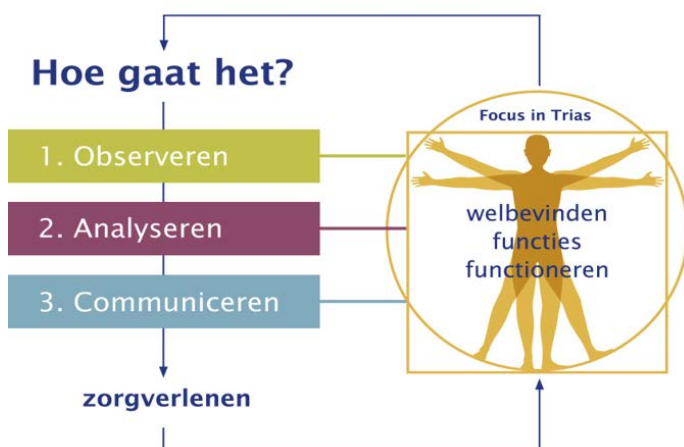 Hoe gaat het?
1. Observeren
2. Analyseren
3. Communiceren
zorgverlenen
Focus in Trias
welbevinden
functies
functioneren